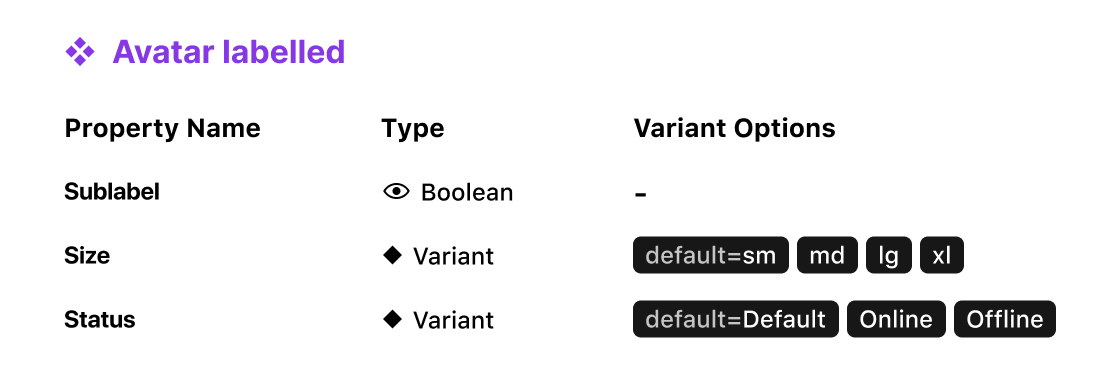 Avatar labelled
Property Name Type Variant Options
Sublabel Boolean -
Size Variant default=sm md lg xl
Status Variant default=Default Online Offline